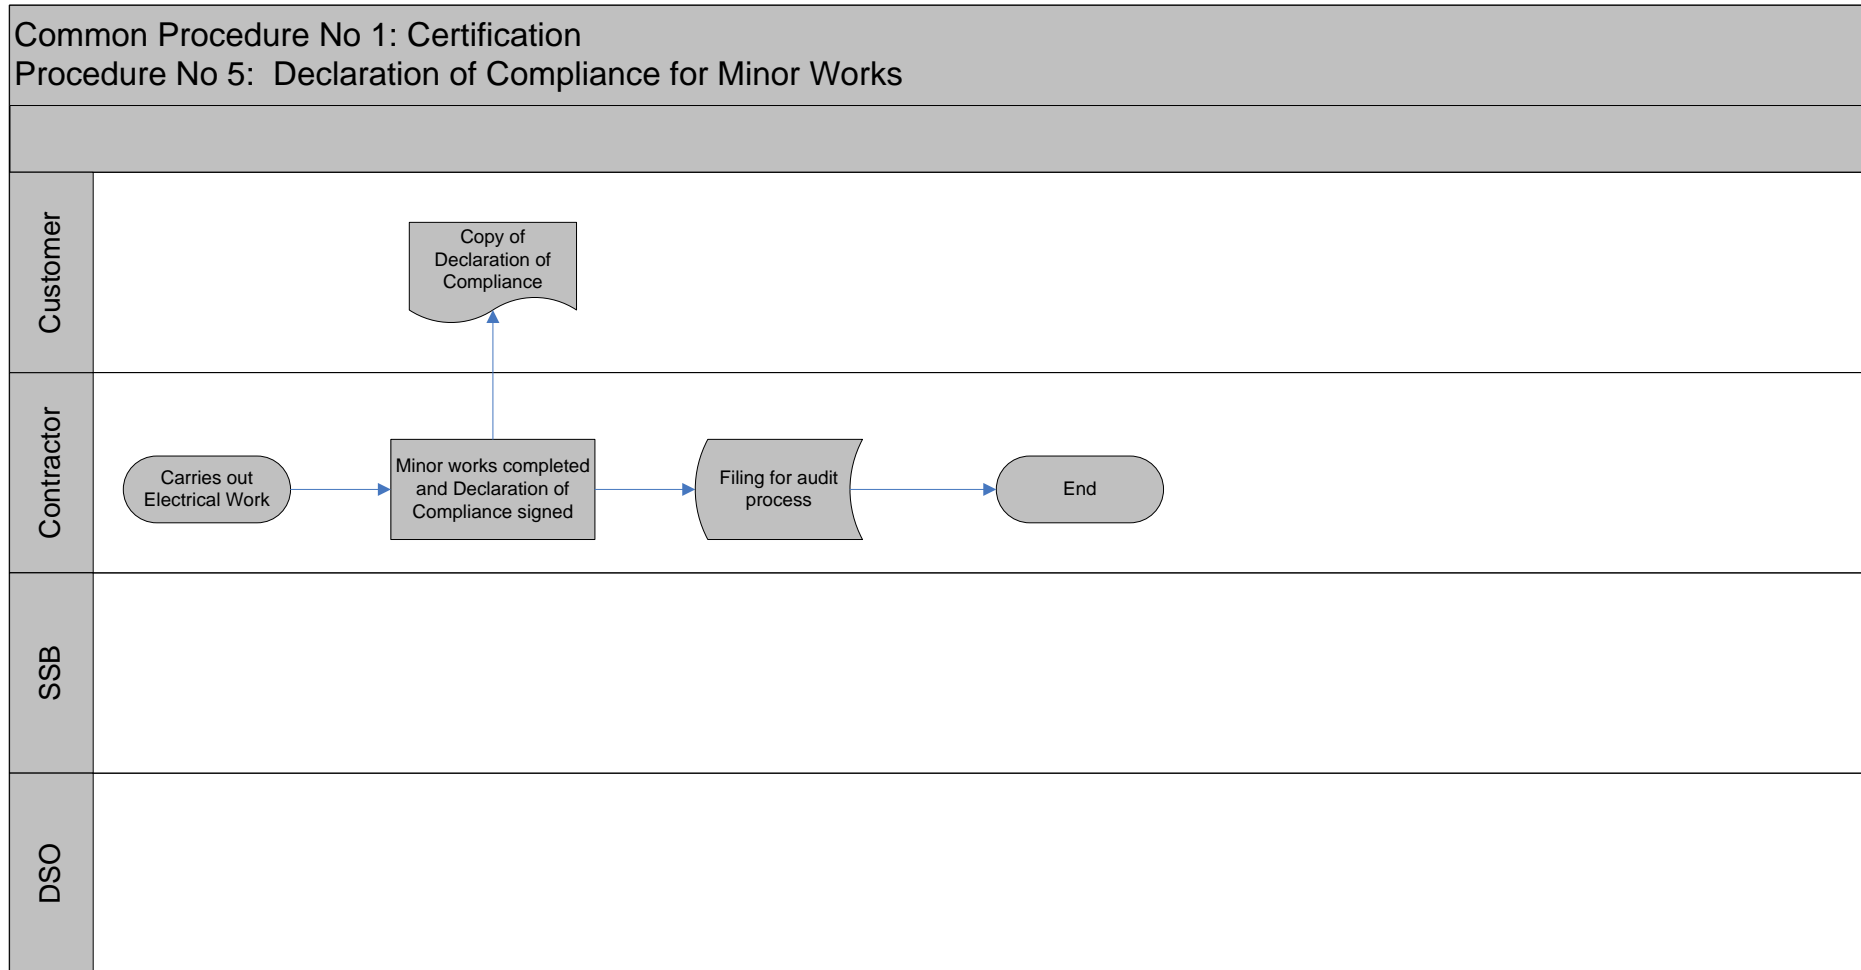 Common Procedure No 1: Certification
Procedure No 5:  Declaration of Compliance for Minor Works
Customer
Copy of
Declaration of
Compliance
Contractor
Carries out
Electrical Work
Minor works completed
and Declaration of
Compliance signed
Filing for audit
process
End
SSB
DSO